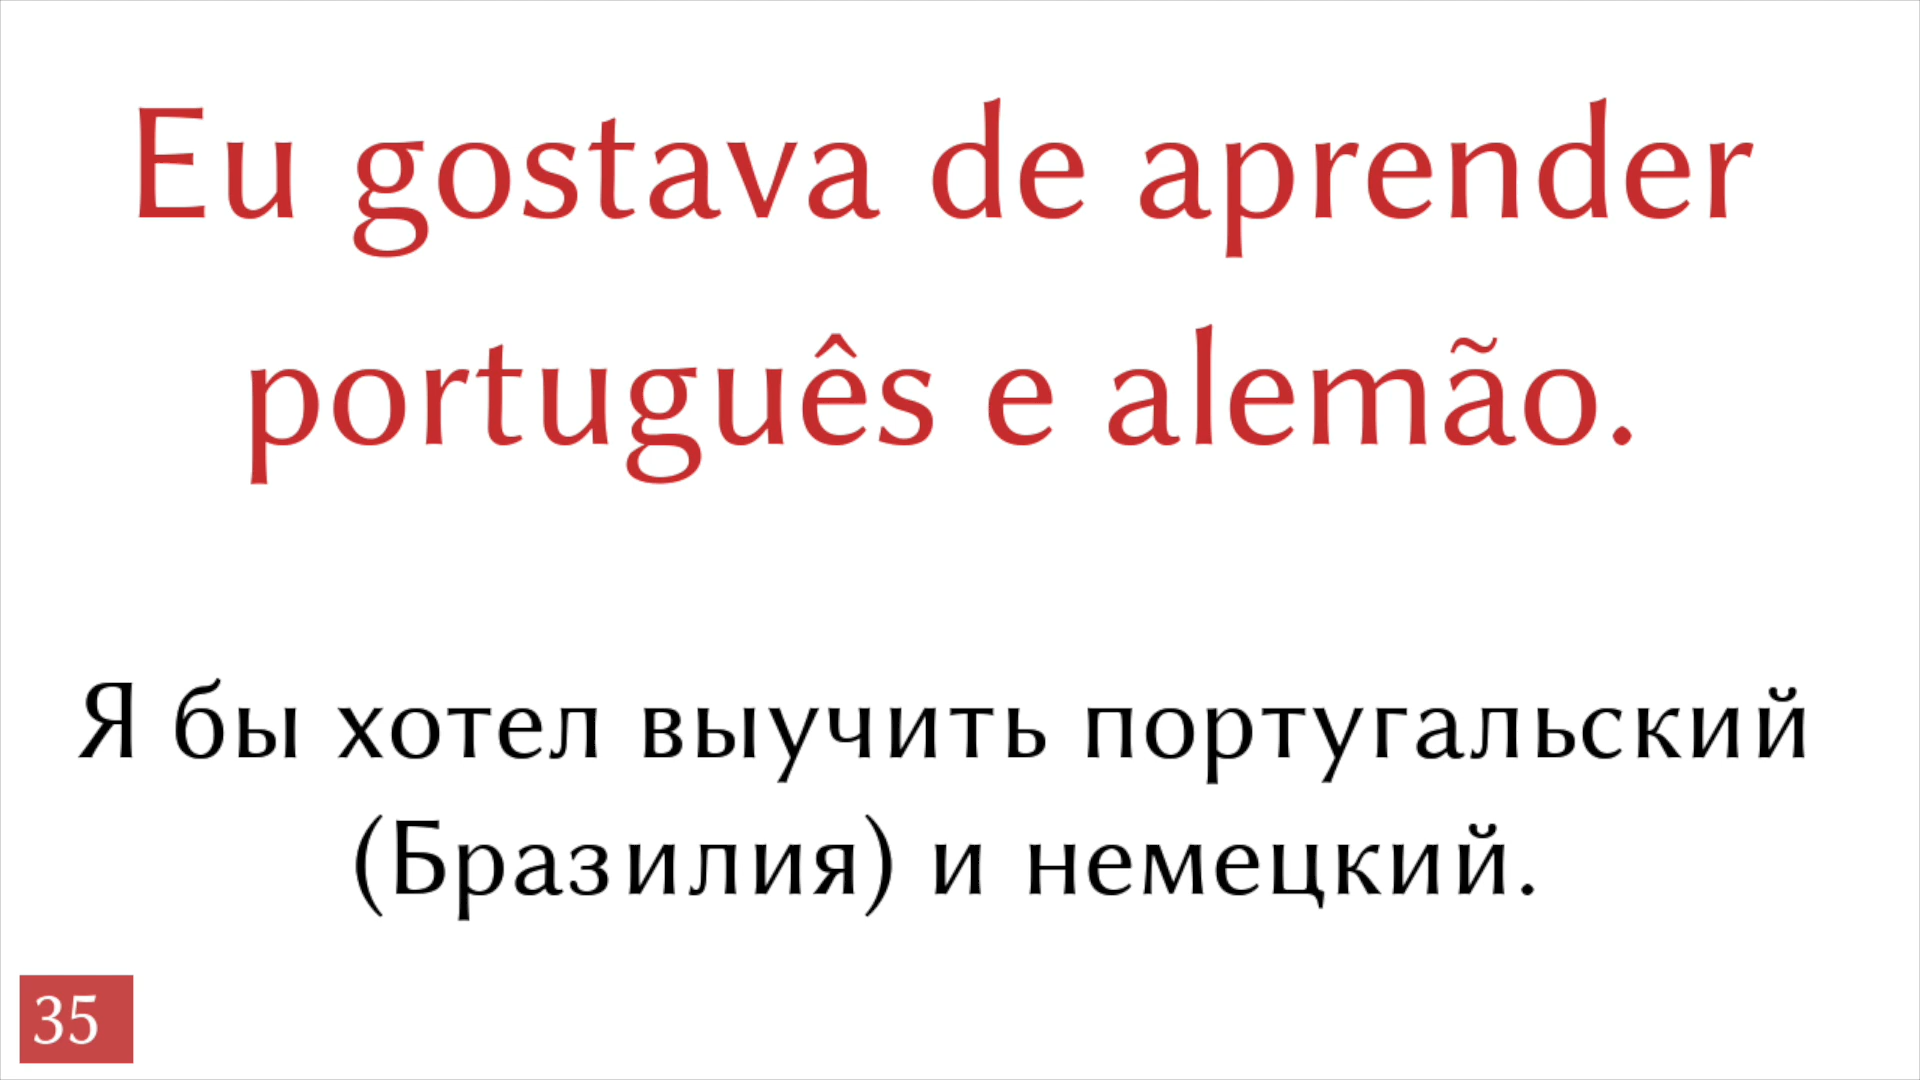 Eu gostava de aprender
português e alemão.
Я бы хотел выучить португальский
(Бразилия) и немецкий.
35